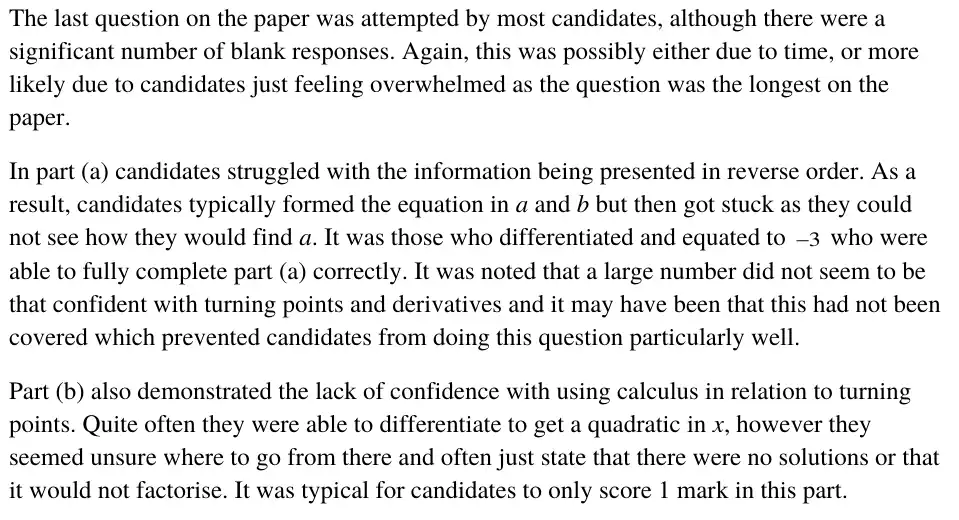 The last question on the paper was attempted by most candidates, although there were a
significant number of blank responses. Again, this was possibly either due to time, or more
likely due to candidates just feeling overwhelmed as the question was the longest on the
paper.
In part (a) candidates struggled with the information being presented in reverse order. As a
result, candidates typically formed the equation in a and b but then got stuck as they could
not see how they would find a. It was those who differentiated and equated to −3 who were
able to fully complete part (a) correctly. It was noted that a large number did not seem to be
that confident with turning points and derivatives and it may have been that this had not been
covered which prevented candidates from doing this question particularly well.
Part (b) also demonstrated the lack of confidence with using calculus in relation to turning
points. Quite often they were able to differentiate to get a quadratic in x, however they
seemed unsure where to go from there and often just state that there were no solutions or that
it would not factorise. It was typical for candidates to only score 1 mark in this part.